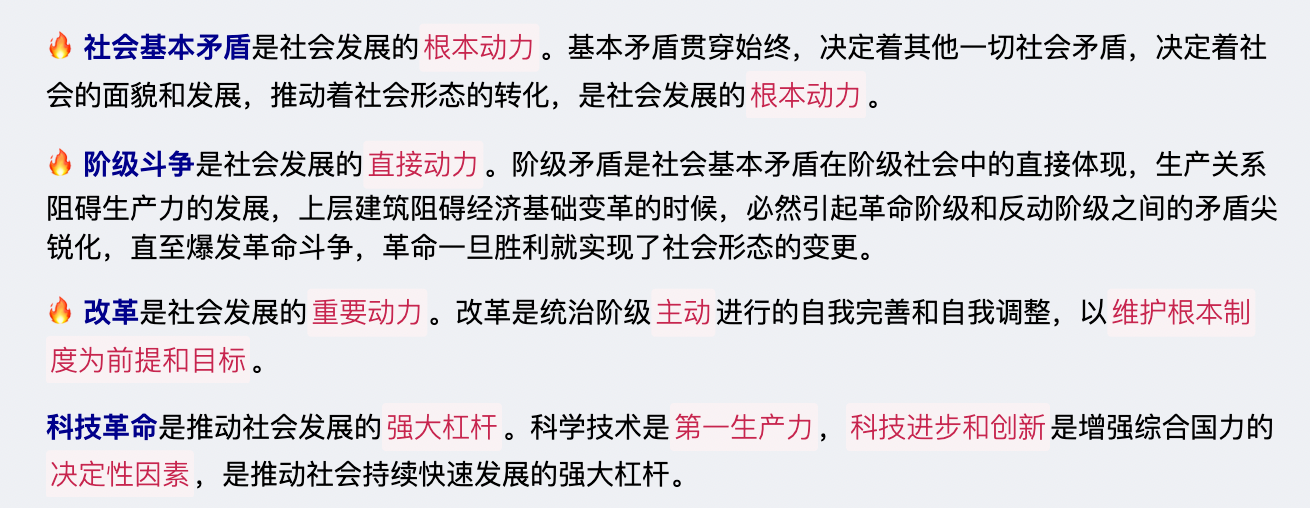 🔥 社会基本矛盾是社会发展的根本动力。基本矛盾贯穿始终，决定着其他一切社会矛盾，决定着社
会的面貌和发展，推动着社会形态的转化，是社会发展的根本动力。
🔥 阶级斗争是社会发展的直接动力。阶级矛盾是社会基本矛盾在阶级社会中的直接体现，生产关系
阻碍生产力的发展，上层建筑阻碍经济基础变革的时候，必然引起革命阶级和反动阶级之间的矛盾尖
锐化，直至爆发革命斗争，革命一旦胜利就实现了社会形态的变更。
🔥 改革是社会发展的重要动力。改革是统治阶级主动进行的自我完善和自我调整，以维护根本制
度为前提和目标。
科技革命是推动社会发展的强大杠杆。科学技术是第一生产力，科技进步和创新是增强综合国力的
决定性因素，是推动社会持续快速发展的强大杠杆。